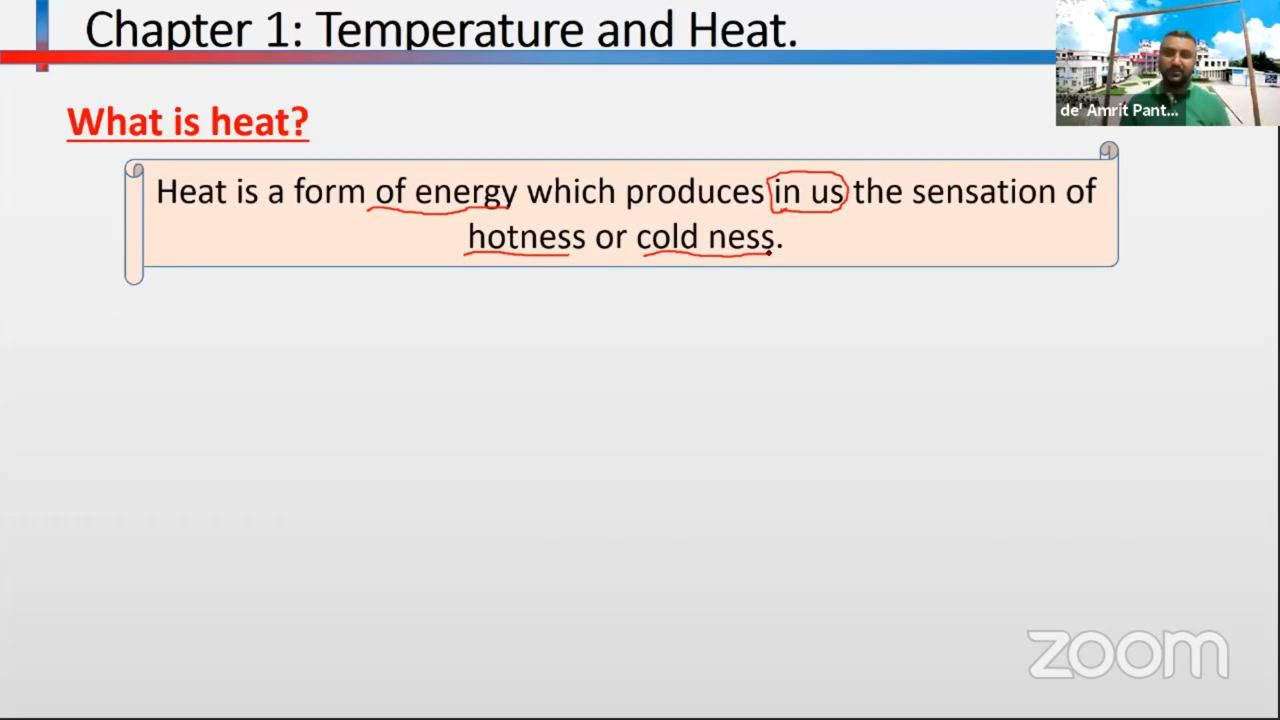 Chapter 1: Temperature and Heat.
de' Amrit Pant...
What is heat?
Heat is a form of energy which produces in us the sensation of
hotness or cold ness.
zoom